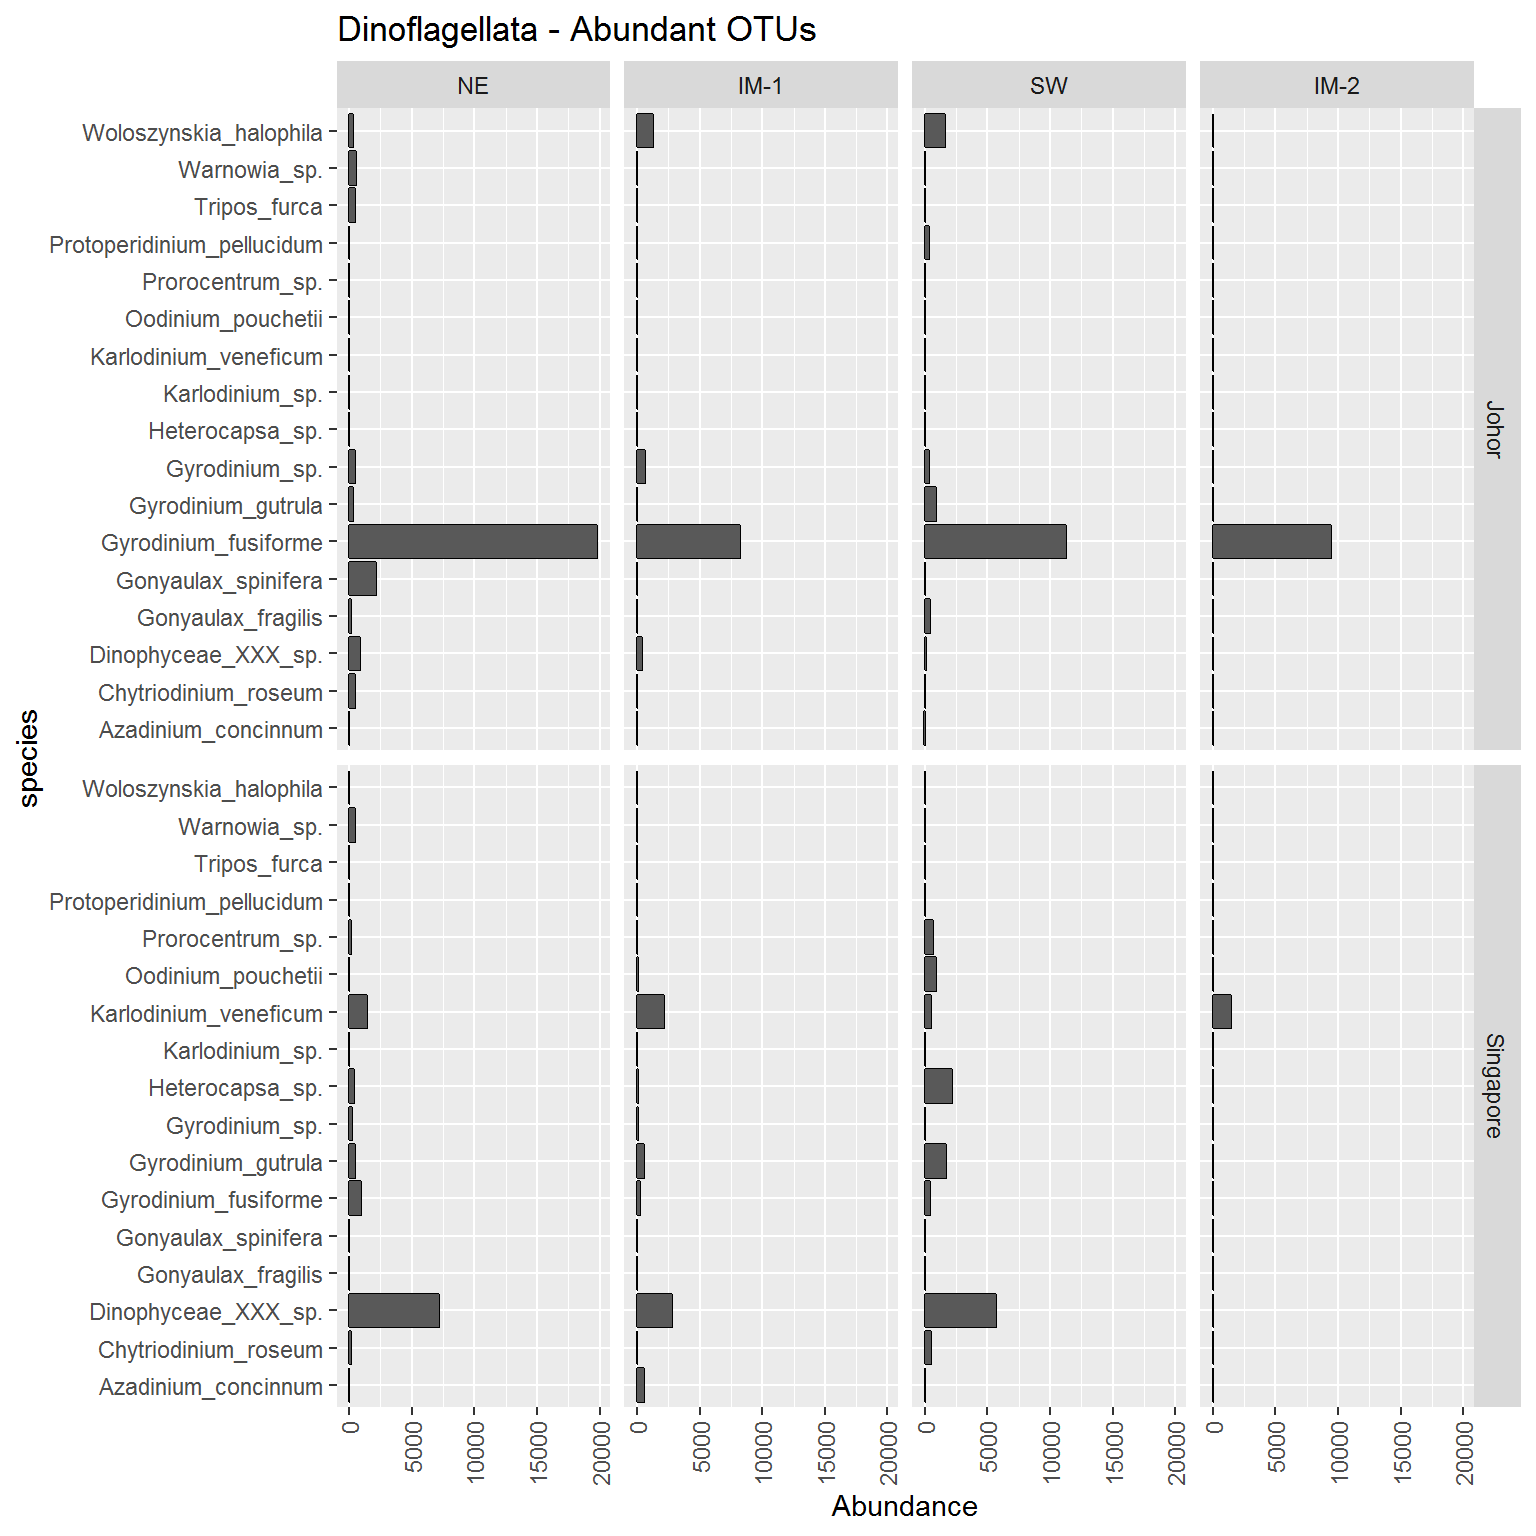 Dinoflagellata - Abundant OTUs
NE
IM-1
SW
IM-2
Woloszynskia_halophila
Warnowia_sp.
Tripos_furca
Protoperidinium_pellucidum
Prorocentrum_sp.
Oodinium_pouchetii
Karlodinium_veneficum
Karlodinium_sp.
Heterocapsa_sp.
Gyrodinium_sp.
Gyrodinium_gutrula
Gyrodinium_fusiforme
Gonyaulax_spinifera
Gonyaulax_fragilis
Dinophyceae_XXX_sp.
Chytriodinium_roseum
Azadinium_concinnum
Johor
species
Woloszynskia_halophila
Warnowia_sp.
Tripos_furca
Protoperidinium_pellucidum
Prorocentrum_sp.
Oodinium_pouchetii
Karlodinium_veneficum
Karlodinium_sp.
Heterocapsa_sp.
Gyrodinium_sp.
Gyrodinium_gutrula
Gyrodinium_fusiforme
Gonyaulax_spinifera
Gonyaulax_fragilis
Dinophyceae_XXX_sp.
Chytriodinium_roseum
Azadinium_concinnum
Singapore
0
5000
10000
15000
20000
0
5000
10000
15000
20000
0
5000
10000
15000
20000
0
5000
10000
15000
20000
Abundance